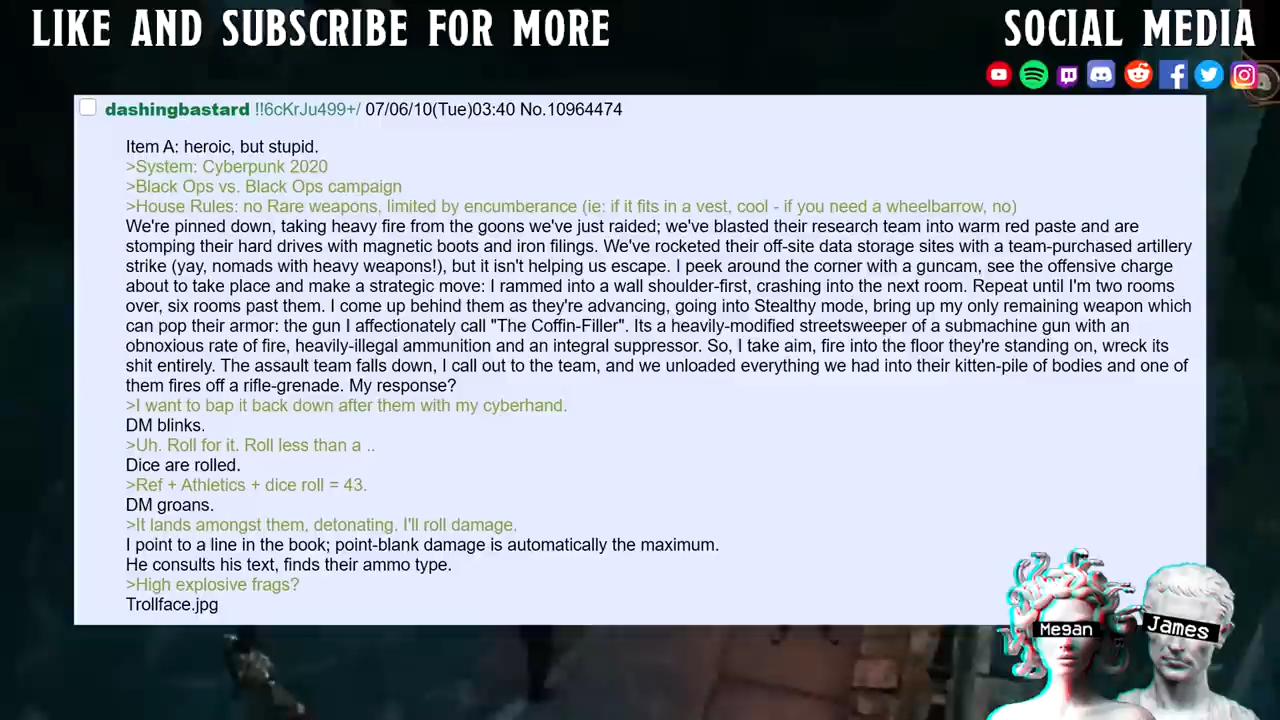 LIKE AND SUBSCRIBE FOR MORE
SOCIAL MEDIA
dashingbastard !!6cKrJu499+/ 07/06/10(Tue)03:40 No.10964474
Item A: heroic, but stupid.
>System: Cyberpunk 2020
>Black Ops vs. Black Ops campaign
>House Rules: no Rare weapons, limited by encumberance (ie: if it fits in a vest, cool - if you need a wheelbarrow, no)
We're pinned down, taking heavy fire from the goons we've just raided; we've blasted their research team into warm red paste and are
stomping their hard drives with magnetic boots and iron filings. We've rocketed their off-site data storage sites with a team-purchased artillery
strike (yay, nomads with heavy weapons!), but it isn't helping us escape. I peek around the corner with a guncam, see the offensive charge
about to take place and make a strategic move: I rammed into a wall shoulder-first, crashing into the next room. Repeat until I'm two rooms
over, six rooms past them. I come up behind them as they're advancing, going into Stealthy mode, bring up my only remaining weapon which
can pop their armor: the gun I affectionately call "The Coffin-Filler". Its a heavily-modified streetsweeper of a submachine gun with an
obnoxious rate of fire, heavily-illegal ammunition and an integral suppressor. So, I take aim, fire into the floor they're standing on, wreck its
shit entirely. The assault team falls down, I call out to the team, and we unloaded everything we had into their kitten-pile of bodies and one of
them fires off a rifle-grenade. My response?
>I want to bap it back down after them with my cyberhand.
DM blinks.
>Uh. Roll for it. Roll less than a ..
Dice are rolled.
>Ref + Athletics + dice roll = 43.
DM groans.
>It lands amongst them, detonating. I'll roll damage.
I point to a line in the book; point-blank damage is automatically the maximum.
He consults his text, finds their ammo type.
>High explosive frags?
Trollface.jpg
Megan
James